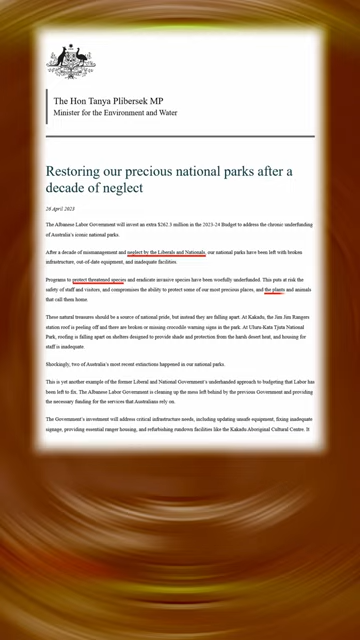 The Hon Tanya Plibersek MP
Minister for the Environment and Water
Restoring our precious national parks after a
decade of neglect
26 April 2023
The Albanese Labor Government will invest an extra $262.3 million in the 2023-24 Budget to address the chronic underfunding
of Australia's iconic national parks.
After a decade of mismanagement and neglect by the Liberals and Nationals, our national parks have been left with broken
infrastructure, out-of-date equipment, and inadequate facilities.
Programs to protect threatened species and eradicate invasive species have been woefully underfunded. This puts at risk the
safety of staff and visitors, and compromises the ability to protect some of our most precious places, and the plants and animals
that call them home.
These natural treasures should be a source of national pride, but instead they are falling apart. At Kakadu, the Jim Jim Rangers
station roof is peeling off and there are broken or missing crocodile warning signs in the park. At Uluru-Kata Tjuta National
Park, roofing is falling apart on shelters designed to provide shade and protection from the harsh desert heat, and housing for
staff is inadequate.
Shockingly, two of Australia's most recent extinctions happened in our national parks.
This is yet another example of the former Liberal and National Government's underhanded approach to budgeting that Labor has
been left to fix. The Albanese Labor Government is cleaning up the mess left behind by the previous Government and providing
the necessary funding for the services that Australians rely on.
The Government's investment will address critical infrastructure needs, including updating unsafe equipment, fixing inadequate
signage, providing essential ranger housing, and refurbishing rundown facilities like the Kakadu Aboriginal Cultural Centre. It